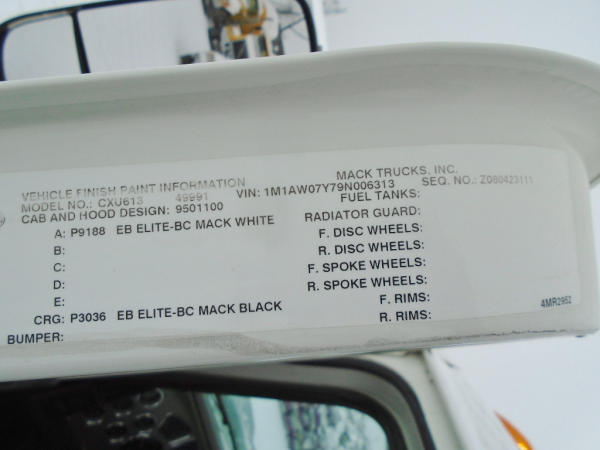 VEHICLE FINISH PAINT INFORMATION MACK TRUCKS, INC.
MODEL NO.: CXU613 49991 VIN: 1M1AW07Y79N006313 SEQ. NO.: Z080423111
CAB AND HOOD DESIGN: 9501100 FUEL TANKS:
A: P9188 EB ELITE-BC MACK WHITE RADIATOR GUARD:
B: F. DISC WHEELS:
C: R. DISC WHEELS:
D: F. SPOKE WHEELS:
E: R. SPOKE WHEELS:
F. RIMS:
CRG: P3036 EB ELITE-BC MACK BLACK R. RIMS:
BUMPER:
4MR2952